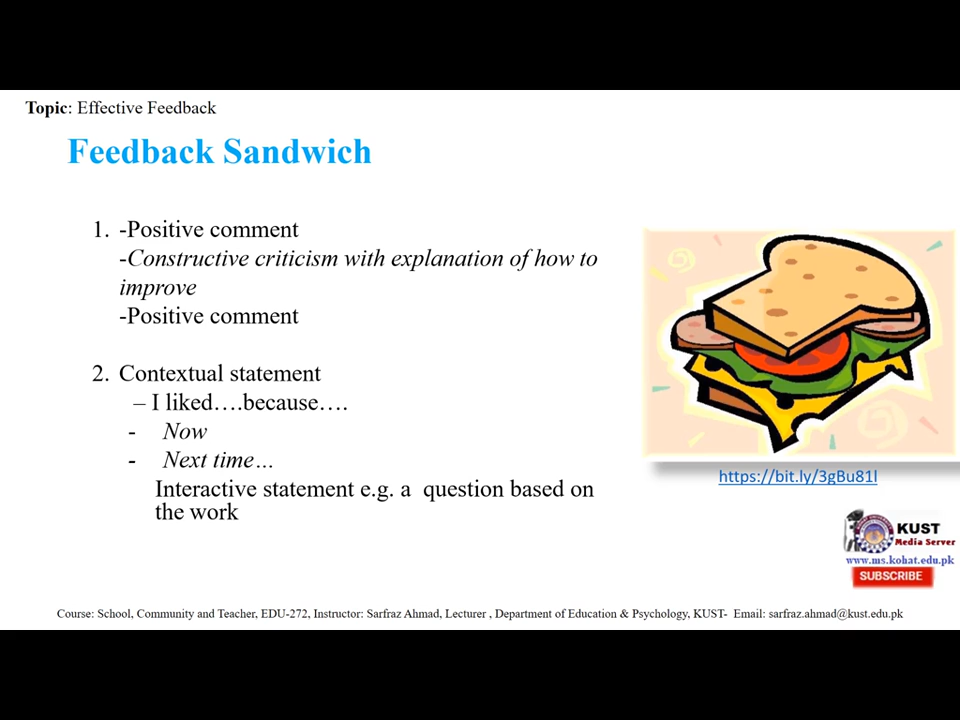 Topic: Effective Feedback
Feedback Sandwich
1. -Positive comment
-Constructive criticism with explanation of how to
improve
-Positive comment
2. Contextual statement
– I liked….because….
- Now
- Next time…
Interactive statement e.g. a question based on
the work
https://bit.ly/3gBu81I
KUST
Media Server
www.ms.kohat.edu.pk
SUBSCRIBE
Course: School, Community and Teacher, EDU-272, Instructor: Sarfraz Ahmad, Lecturer , Department of Education & Psychology, KUST- Email: sarfraz.ahmad@kust.edu.pk